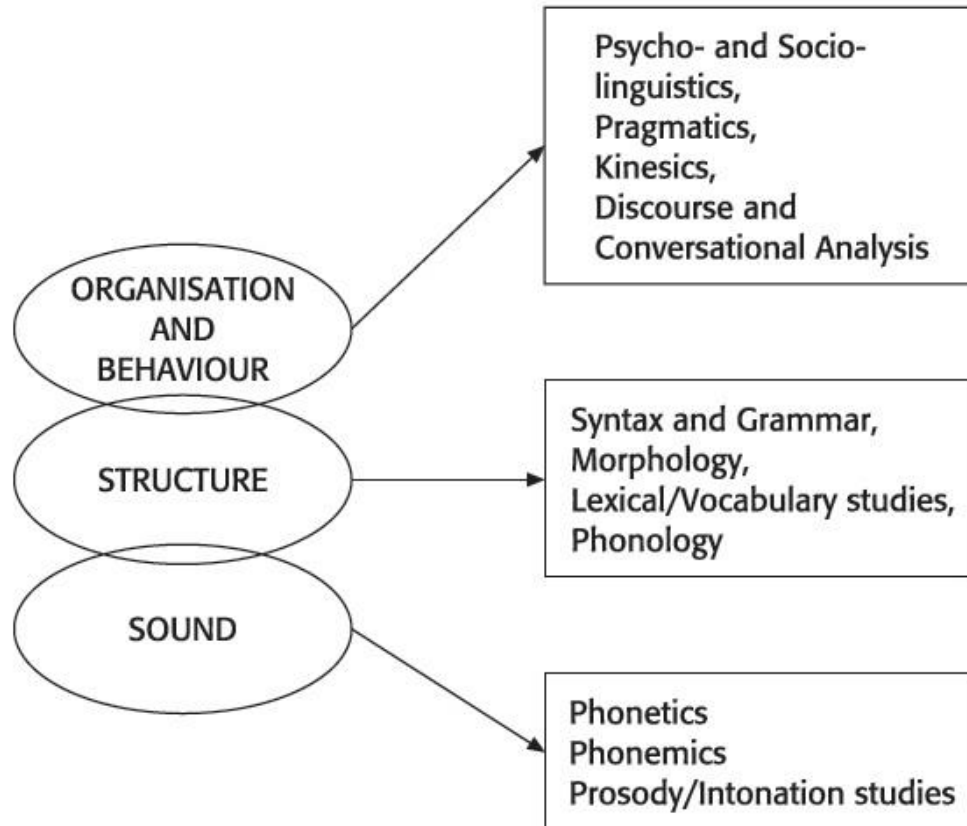 Psycho- and Socio-
linguistics,
Pragmatics,
Kinesics,
Discourse and
Conversational Analysis
ORGANISATION
AND
BEHAVIOUR
STRUCTURE
Syntax and Grammar,
Morphology,
Lexical/Vocabulary studies,
Phonology
SOUND
Phonetics
Phonemics
Prosody/Intonation studies